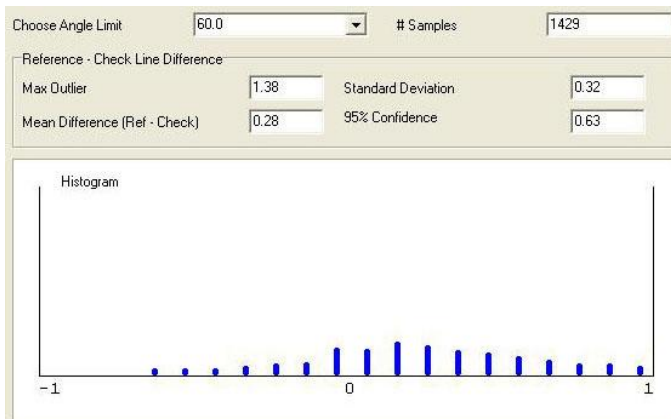 Choose Angle Limit 60.0 # Samples 1429
Reference - Check Line Difference
Max Outlier 1.38 Standard Deviation 0.32
Mean Difference (Ref - Check) 0.28 95% Confidence 0.63
Histogram
-1 0 1